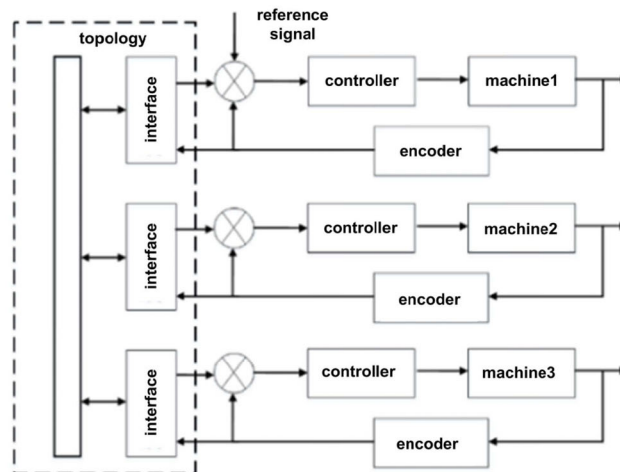 reference
signal
topology
interface
controller
machine1
encoder
interface
controller
machine2
encoder
interface
controller
machine3
encoder